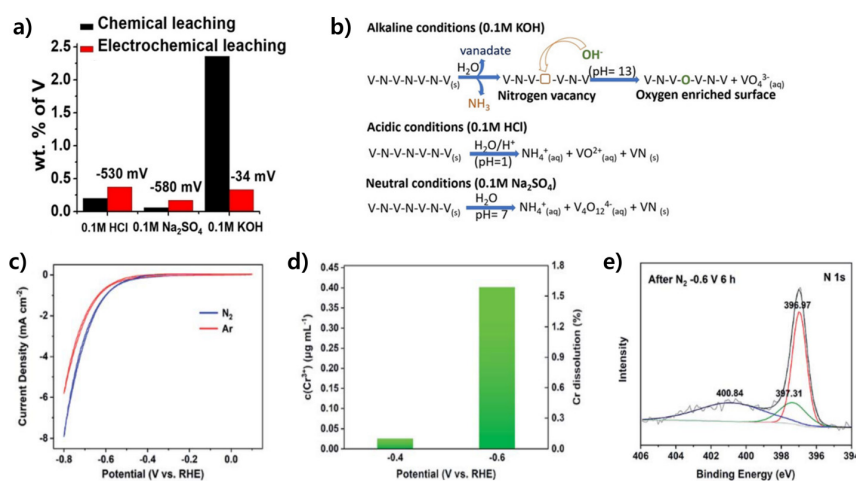 a)
Chemical leaching
Electrochemical leaching
wt. % of V
2.5
2.0
1.5
1.0
0.5
0.0
-530 mV
-580 mV
-34 mV
0.1M HCl
0.1M Na₂SO₄
0.1M KOH
b)
Alkaline conditions (0.1M KOH)
vanadate
H₂O
OH⁻
V-N-V-N-V-N-V(s)
V-N-V-□-V-N-V
(pH= 13)
V-N-V-O-V-N-V + VO₄³⁻(aq)
NH₃
Nitrogen vacancy
Oxygen enriched surface
Acidic conditions (0.1M HCl)
V-N-V-N-V-N-V(s)
H₂O/H⁺
(pH=1)
NH₄⁺(aq) + VO²⁺(aq) + VN (s)
Neutral conditions (0.1M Na₂SO₄)
V-N-V-N-V-N-V(s)
H₂O
pH= 7
NH₄⁺(aq) + V₄O₁₂⁴⁻(aq) + VN (s)
c)
Current Density (mA cm⁻²)
0
-2
-4
-6
-8
N₂
Ar
-0.8
-0.6
-0.4
-0.2
0.0
Potential (V vs. RHE)
d)
c(Cr³⁺) (µg mL⁻¹)
0.45
0.40
0.35
0.30
0.25
0.20
0.15
0.10
0.05
0.00
-0.4
-0.6
Potential (V vs. RHE)
1.8
1.5
1.2
0.9
0.6
0.3
0.0
Cr dissolution (%)
e)
After N₂ -0.6 V 6 h
N 1s
396.97
400.84
397.31
Intensity
406
404
402
400
398
396
394
Binding Energy (eV)